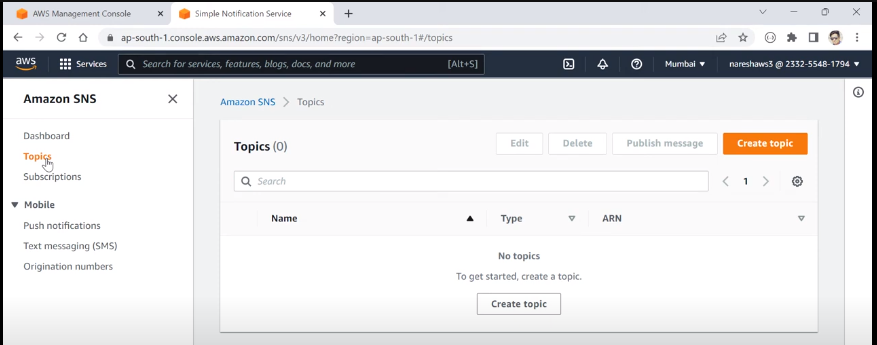 AWS Management Console
Simple Notification Service
ap-south-1.console.aws.amazon.com/sns/v3/home?region=ap-south-1#/topics
aws
Services
Search for services, features, blogs, docs, and more
[Alt+S]
Mumbai
nareshaws3 @ 2332-5548-1794
Amazon SNS
Dashboard
Topics
Subscriptions
Mobile
Push notifications
Text messaging (SMS)
Origination numbers
Amazon SNS
Topics
Topics (0)
Edit
Delete
Publish message
Create topic
Search
1
Name
Type
ARN
No topics
To get started, create a topic.
Create topic